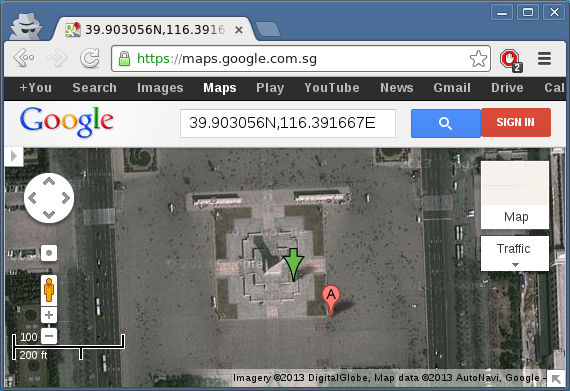 39.903056N,116.3916
https://maps.google.com.sg
2
+You Search Images Maps Play YouTube News Gmail Drive Cal
Google 39.903056N,116.391667E SIGN IN
Map
Traffic
A
100
200 ft
Imagery ©2013 DigitalGlobe, Map data ©2013 AutoNavi, Google -